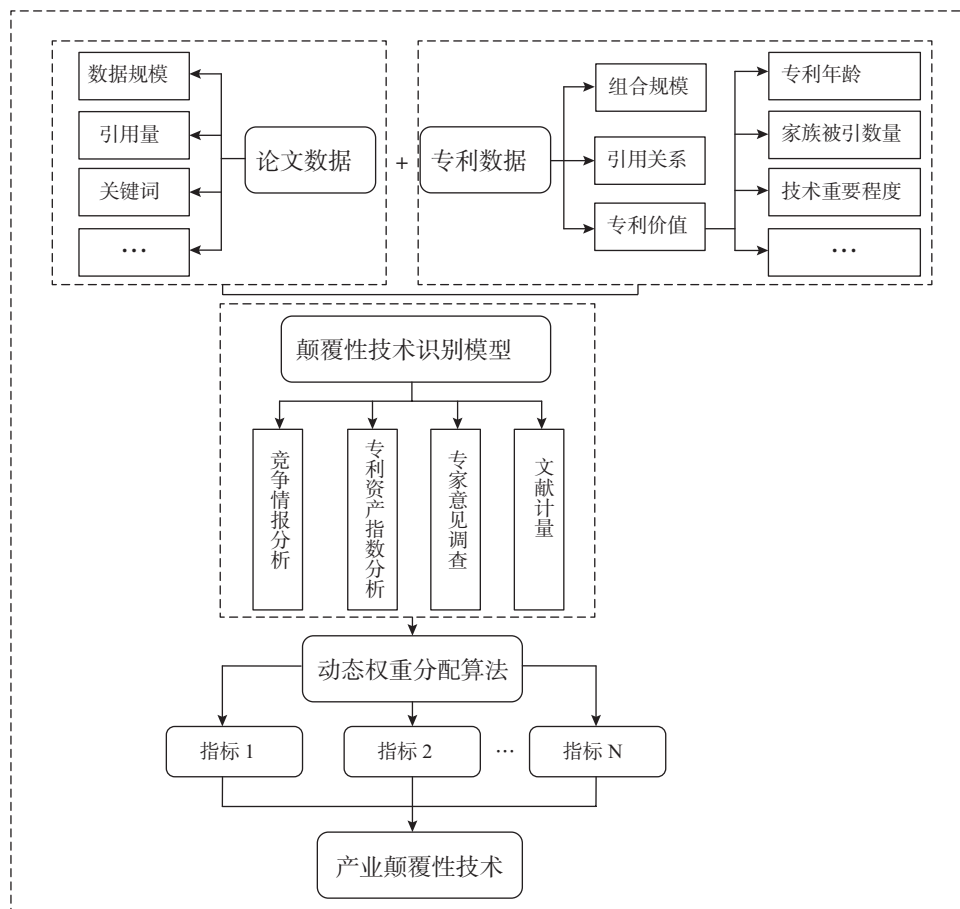 数据规模
引用量
关键词
…
论文数据
+
专利数据
组合规模
引用关系
专利价值
专利年龄
家族被引数量
技术重要程度
…
颠覆性技术识别模型
竞争情报分析
专利资产指数分析
专家意见调查
文献计量
动态权重分配算法
指标 1
指标 2
…
指标 N
产业颠覆性技术